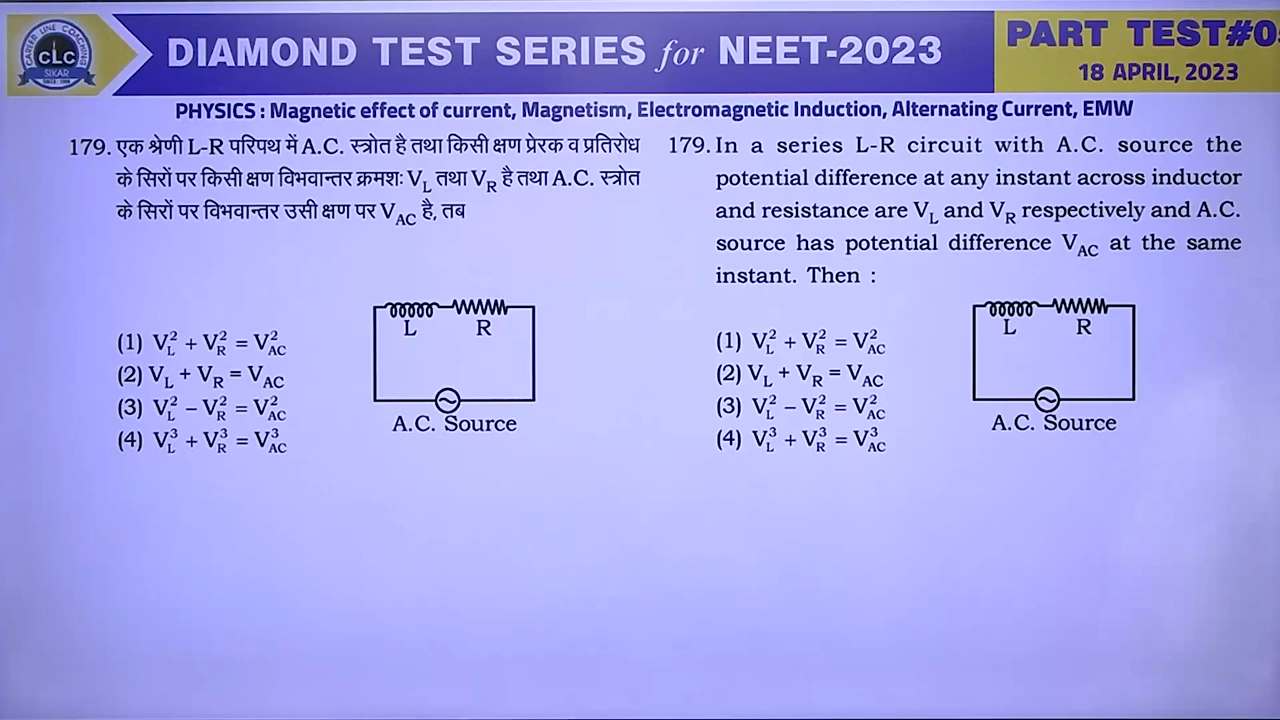 CAREER LINE COACHING
CLC
SIKAR
SINCE - 1996
DIAMOND TEST SERIES for NEET-2023
PART TEST#0
18 APRIL, 2023
PHYSICS : Magnetic effect of current, Magnetism, Electromagnetic Induction, Alternating Current, EMW
179. एक श्रेणी L-R परिपथ में A.C. स्त्रोत है तथा किसी क्षण प्रेरक व प्रतिरोध
के सिरों पर किसी क्षण विभवान्तर क्रमशः V_L तथा V_R है तथा A.C. स्त्रोत
के सिरों पर विभवान्तर उसी क्षण पर V_AC है, तब
L R
(1) V_L^2 + V_R^2 = V_AC^2
(2) V_L + V_R = V_AC
(3) V_L^2 − V_R^2 = V_AC^2
(4) V_L^3 + V_R^3 = V_AC^3
A.C. Source
179. In a series L-R circuit with A.C. source the
potential difference at any instant across inductor
and resistance are V_L and V_R respectively and A.C.
source has potential difference V_AC at the same
instant. Then :
L R
(1) V_L^2 + V_R^2 = V_AC^2
(2) V_L + V_R = V_AC
(3) V_L^2 − V_R^2 = V_AC^2
(4) V_L^3 + V_R^3 = V_AC^3
A.C. Source